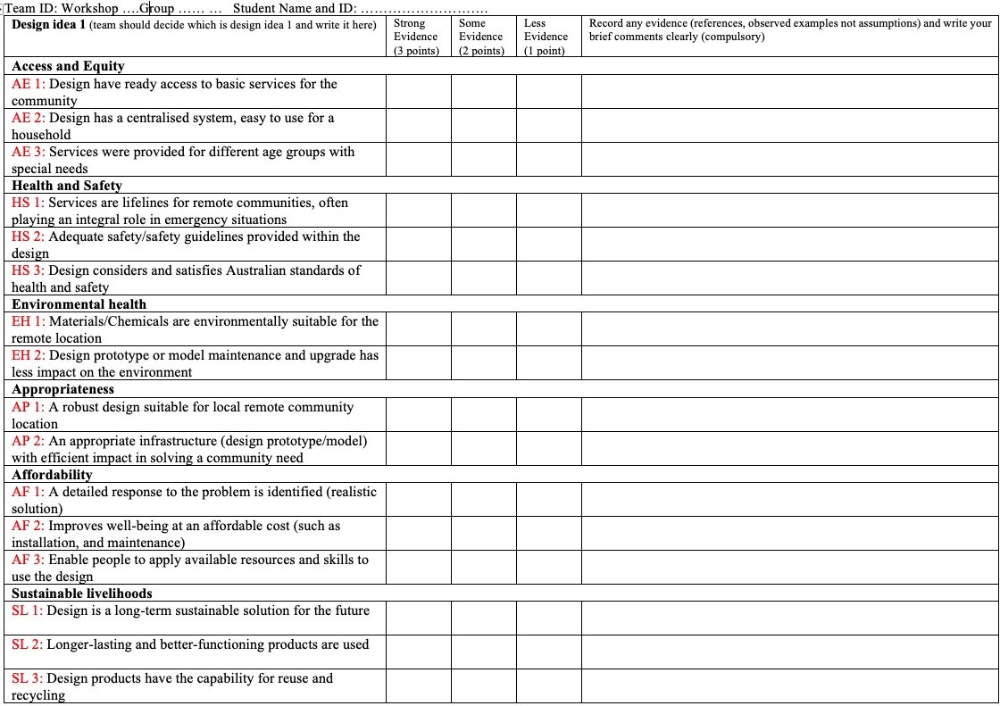 Team ID: Workshop ….Group …… … Student Name and ID: ……………………….
Design idea 1 (team should decide which is design idea 1 and write it here)
Strong
Evidence
(3 points)
Some
Evidence
(2 points)
Less
Evidence
(1 point)
Record any evidence (references, observed examples not assumptions) and write your
brief comments clearly (compulsory)
Access and Equity
AE 1: Design have ready access to basic services for the
community
AE 2: Design has a centralised system, easy to use for a
household
AE 3: Services were provided for different age groups with
special needs
Health and Safety
HS 1: Services are lifelines for remote communities, often
playing an integral role in emergency situations
HS 2: Adequate safety/safety guidelines provided within the
design
HS 3: Design considers and satisfies Australian standards of
health and safety
Environmental health
EH 1: Materials/Chemicals are environmentally suitable for the
remote location
EH 2: Design prototype or model maintenance and upgrade has
less impact on the environment
Appropriateness
AP 1: A robust design suitable for local remote community
location
AP 2: An appropriate infrastructure (design prototype/model)
with efficient impact in solving a community need
Affordability
AF 1: A detailed response to the problem is identified (realistic
solution)
AF 2: Improves well-being at an affordable cost (such as
installation, and maintenance)
AF 3: Enable people to apply available resources and skills to
use the design
Sustainable livelihoods
SL 1: Design is a long-term sustainable solution for the future
SL 2: Longer-lasting and better-functioning products are used
SL 3: Design products have the capability for reuse and
recycling